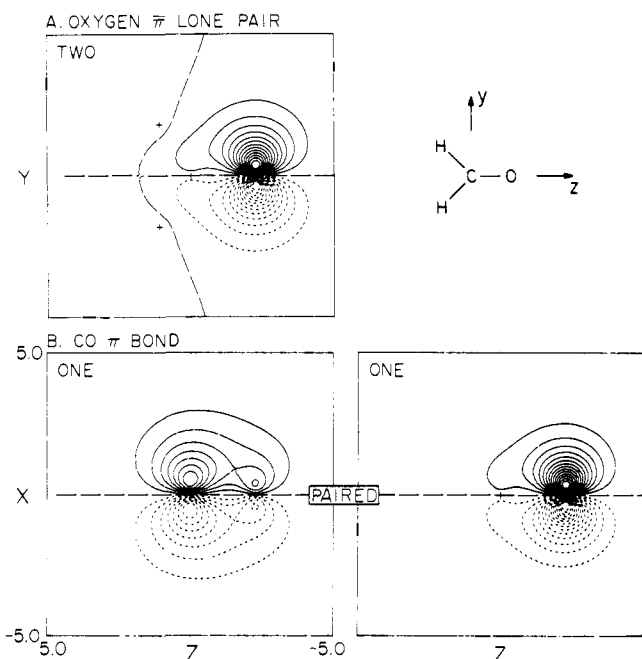 A. OXYGEN π̄ LONE PAIR
TWO
Y
y
H
C — O
z
H
B. CO π BOND
5.0
ONE
ONE
X
PAIRED
-5.0
5.0
Z
-5.0
Z